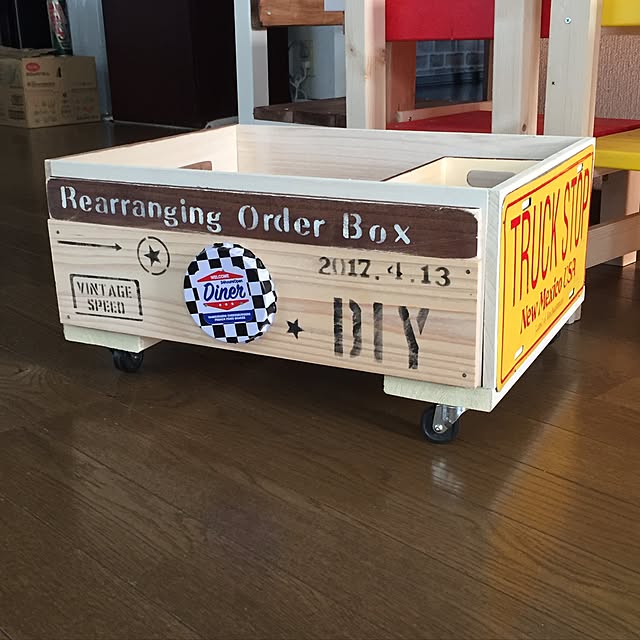 Rearranging Order Box
2017.4.13
VINTAGE
SPEED
WELCOME
Diner
DIY
TRUCK STOP
New Mexico USA